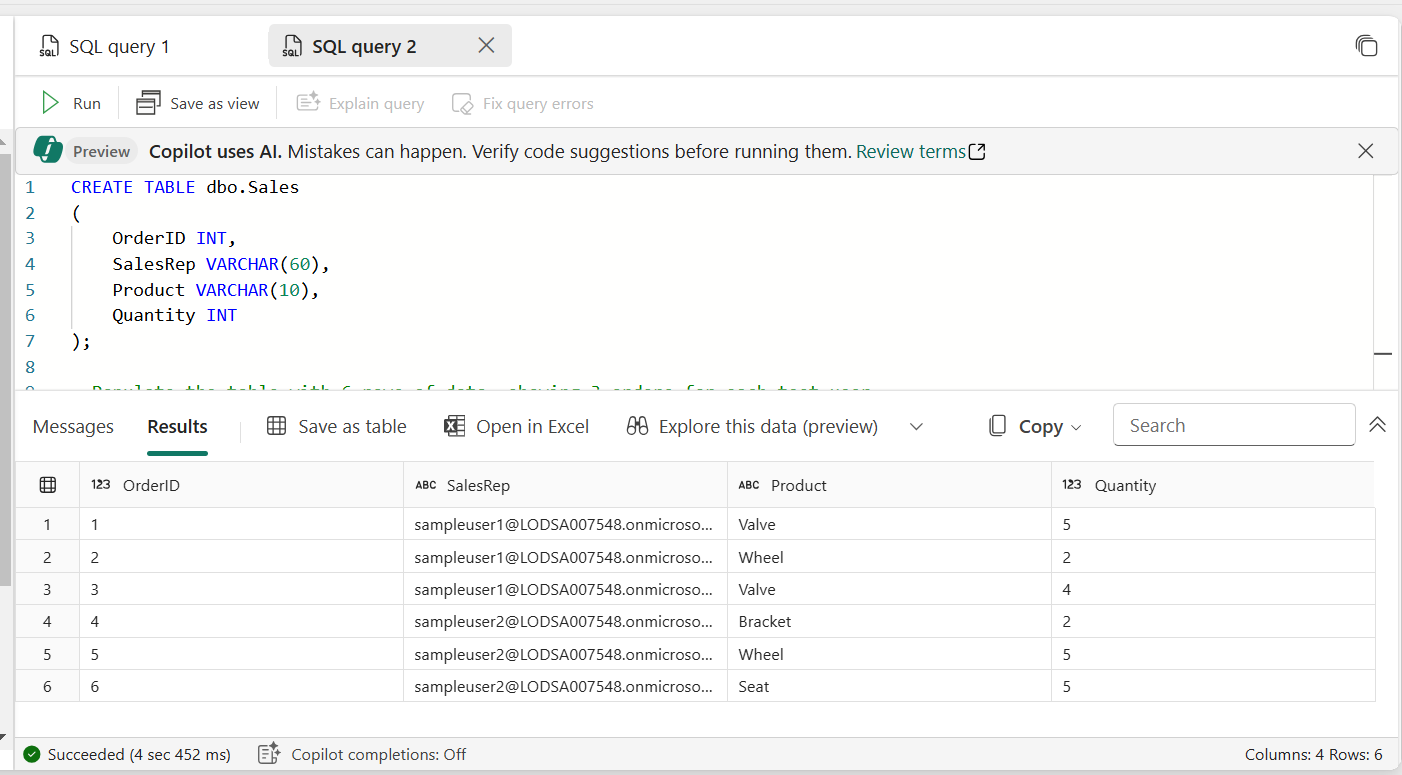 SQL query 1
SQL query 2
Run
Save as view
Explain query
Fix query errors
Preview Copilot uses AI. Mistakes can happen. Verify code suggestions before running them. Review terms
1 CREATE TABLE dbo.Sales
2 (
3 OrderID INT,
4 SalesRep VARCHAR(60),
5 Product VARCHAR(10),
6 Quantity INT
7 );
8
Messages Results Save as table Open in Excel Explore this data (preview) Copy Search
123 OrderID ABC SalesRep ABC Product 123 Quantity
1 1 sampleuser1@LODSA007548.onmicroso... Valve 5
2 2 sampleuser1@LODSA007548.onmicroso... Wheel 2
3 3 sampleuser1@LODSA007548.onmicroso... Valve 4
4 4 sampleuser2@LODSA007548.onmicroso... Bracket 2
5 5 sampleuser2@LODSA007548.onmicroso... Wheel 5
6 6 sampleuser2@LODSA007548.onmicroso... Seat 5
Succeeded (4 sec 452 ms) Copilot completions: Off Columns: 4 Rows: 6